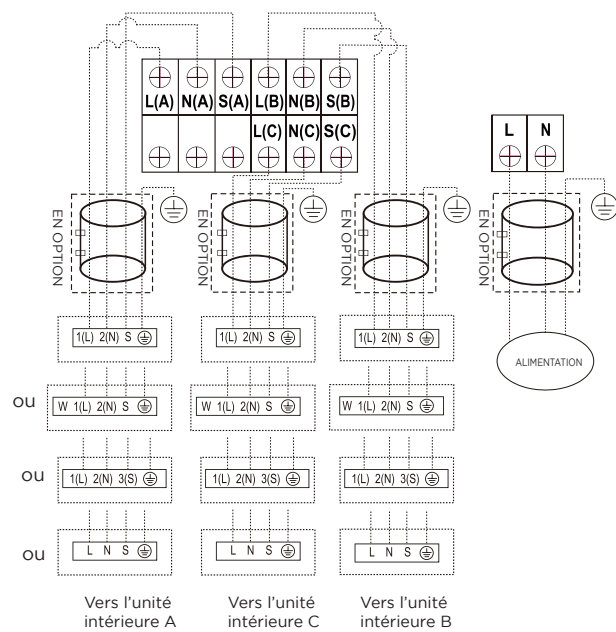 L(A) N(A) S(A) L(B) N(B) S(B)
L(C) N(C) S(C)
L N
EN OPTION EN OPTION EN OPTION EN OPTION
1(L) 2(N) S 1(L) 2(N) S 1(L) 2(N) S
ALIMENTATION
ou W 1(L) 2(N) S W 1(L) 2(N) S W 1(L) 2(N) S
ou 1(L) 2(N) 3(S) 1(L) 2(N) 3(S) 1(L) 2(N) 3(S)
ou L N S L N S L N S
Vers l'unité Vers l'unité Vers l'unité
intérieure A intérieure C intérieure B